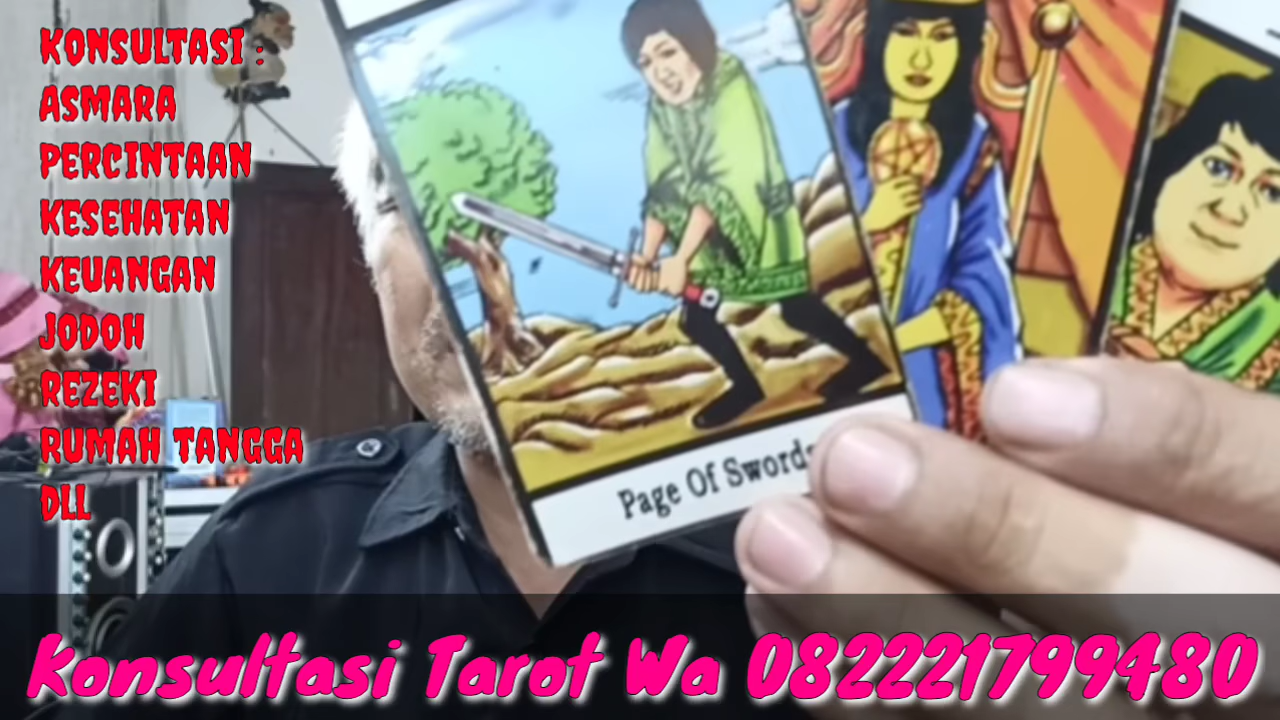 KONSULTASI :
ASMARA
PERCINTAAN
KESEHATAN
KEUANGAN
JODOH
REZEKI
RUMAH TANGGA
DLL
Page Of Swords
Konsultasi Tarot Wa 082221799480